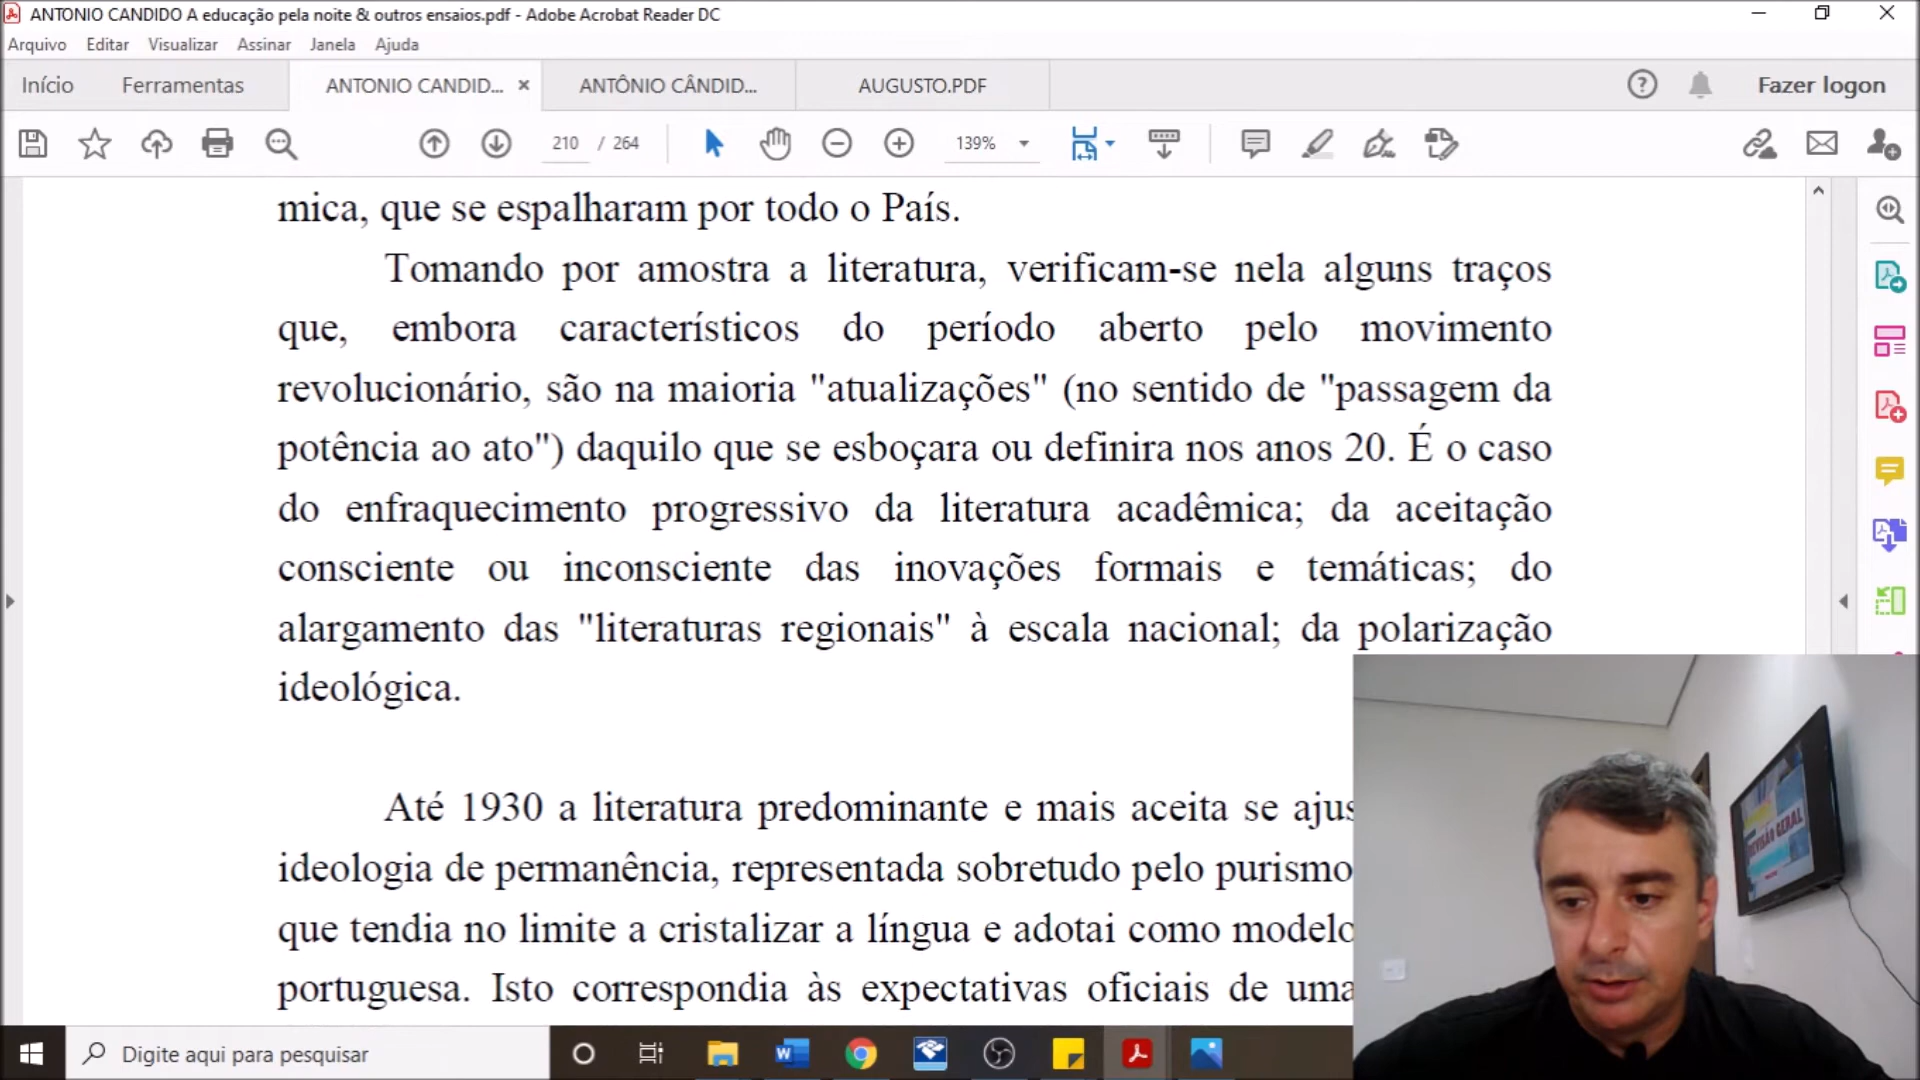 ANTONIO CANDIDO A educação pela noite & outros ensaios.pdf - Adobe Acrobat Reader DC
Arquivo Editar Visualizar Assinar Janela Ajuda
Início Ferramentas ANTONIO CANDID... × ANTÔNIO CÂNDID... AUGUSTO.PDF Fazer logon
210 / 264 139%
mica, que se espalharam por todo o País.
Tomando por amostra a literatura, verificam-se nela alguns traços
que, embora característicos do período aberto pelo movimento
revolucionário, são na maioria "atualizações" (no sentido de "passagem da
potência ao ato") daquilo que se esboçara ou definira nos anos 20. É o caso
do enfraquecimento progressivo da literatura acadêmica; da aceitação
consciente ou inconsciente das inovações formais e temáticas; do
alargamento das "literaturas regionais" à escala nacional; da polarização
ideológica.
Até 1930 a literatura predominante e mais aceita se ajus
ideologia de permanência, representada sobretudo pelo purismo
que tendia no limite a cristalizar a língua e adotai como modelo
portuguesa. Isto correspondia às expectativas oficiais de uma
REVISÃO GERAL
Digite aqui para pesquisar